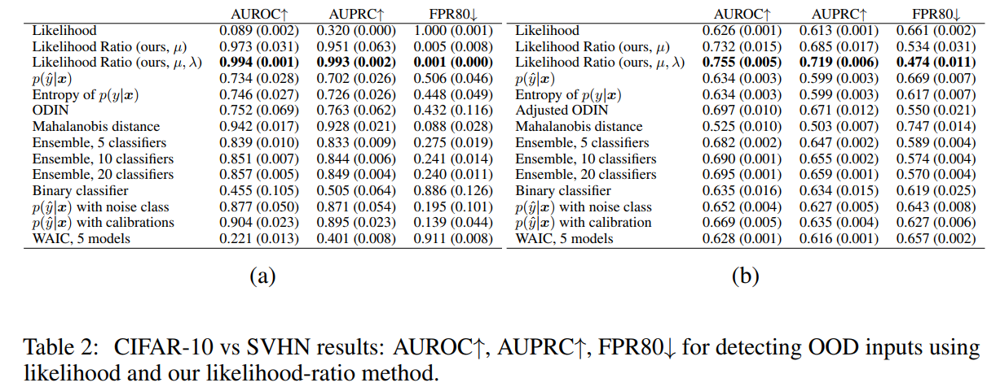 AUROC↑ AUPRC↑ FPR80↓
Likelihood 0.089 (0.002) 0.320 (0.000) 1.000 (0.001)
Likelihood Ratio (ours, μ) 0.973 (0.031) 0.951 (0.063) 0.005 (0.008)
Likelihood Ratio (ours, μ, λ) 0.994 (0.001) 0.993 (0.002) 0.001 (0.000)
p(ŷ|x) 0.734 (0.028) 0.702 (0.026) 0.506 (0.046)
Entropy of p(y|x) 0.746 (0.027) 0.726 (0.026) 0.448 (0.049)
ODIN 0.752 (0.069) 0.763 (0.062) 0.432 (0.116)
Mahalanobis distance 0.942 (0.017) 0.928 (0.021) 0.088 (0.028)
Ensemble, 5 classifiers 0.839 (0.010) 0.833 (0.009) 0.275 (0.019)
Ensemble, 10 classifiers 0.851 (0.007) 0.844 (0.006) 0.241 (0.014)
Ensemble, 20 classifiers 0.857 (0.005) 0.849 (0.004) 0.240 (0.011)
Binary classifier 0.455 (0.105) 0.505 (0.064) 0.886 (0.126)
p(ŷ|x) with noise class 0.877 (0.050) 0.871 (0.054) 0.195 (0.101)
p(ŷ|x) with calibrations 0.904 (0.023) 0.895 (0.023) 0.139 (0.044)
WAIC, 5 models 0.221 (0.013) 0.401 (0.008) 0.911 (0.008)
(a)
AUROC↑ AUPRC↑ FPR80↓
Likelihood 0.626 (0.001) 0.613 (0.001) 0.661 (0.002)
Likelihood Ratio (ours, μ) 0.732 (0.015) 0.685 (0.017) 0.534 (0.031)
Likelihood Ratio (ours, μ, λ) 0.755 (0.005) 0.719 (0.006) 0.474 (0.011)
p(ŷ|x) 0.634 (0.003) 0.599 (0.003) 0.669 (0.007)
Entropy of p(y|x) 0.634 (0.003) 0.599 (0.003) 0.617 (0.007)
Adjusted ODIN 0.697 (0.010) 0.671 (0.012) 0.550 (0.021)
Mahalanobis distance 0.525 (0.010) 0.503 (0.007) 0.747 (0.014)
Ensemble, 5 classifiers 0.682 (0.002) 0.647 (0.002) 0.589 (0.004)
Ensemble, 10 classifiers 0.690 (0.001) 0.655 (0.002) 0.574 (0.004)
Ensemble, 20 classifiers 0.695 (0.001) 0.659 (0.001) 0.570 (0.004)
Binary classifier 0.635 (0.016) 0.634 (0.015) 0.619 (0.025)
p(ŷ|x) with noise class 0.652 (0.004) 0.627 (0.005) 0.643 (0.008)
p(ŷ|x) with calibration 0.669 (0.005) 0.635 (0.004) 0.627 (0.006)
WAIC, 5 models 0.628 (0.001) 0.616 (0.001) 0.657 (0.002)
(b)
Table 2: CIFAR-10 vs SVHN results: AUROC↑, AUPRC↑, FPR80↓ for detecting OOD inputs using
likelihood and our likelihood-ratio method.